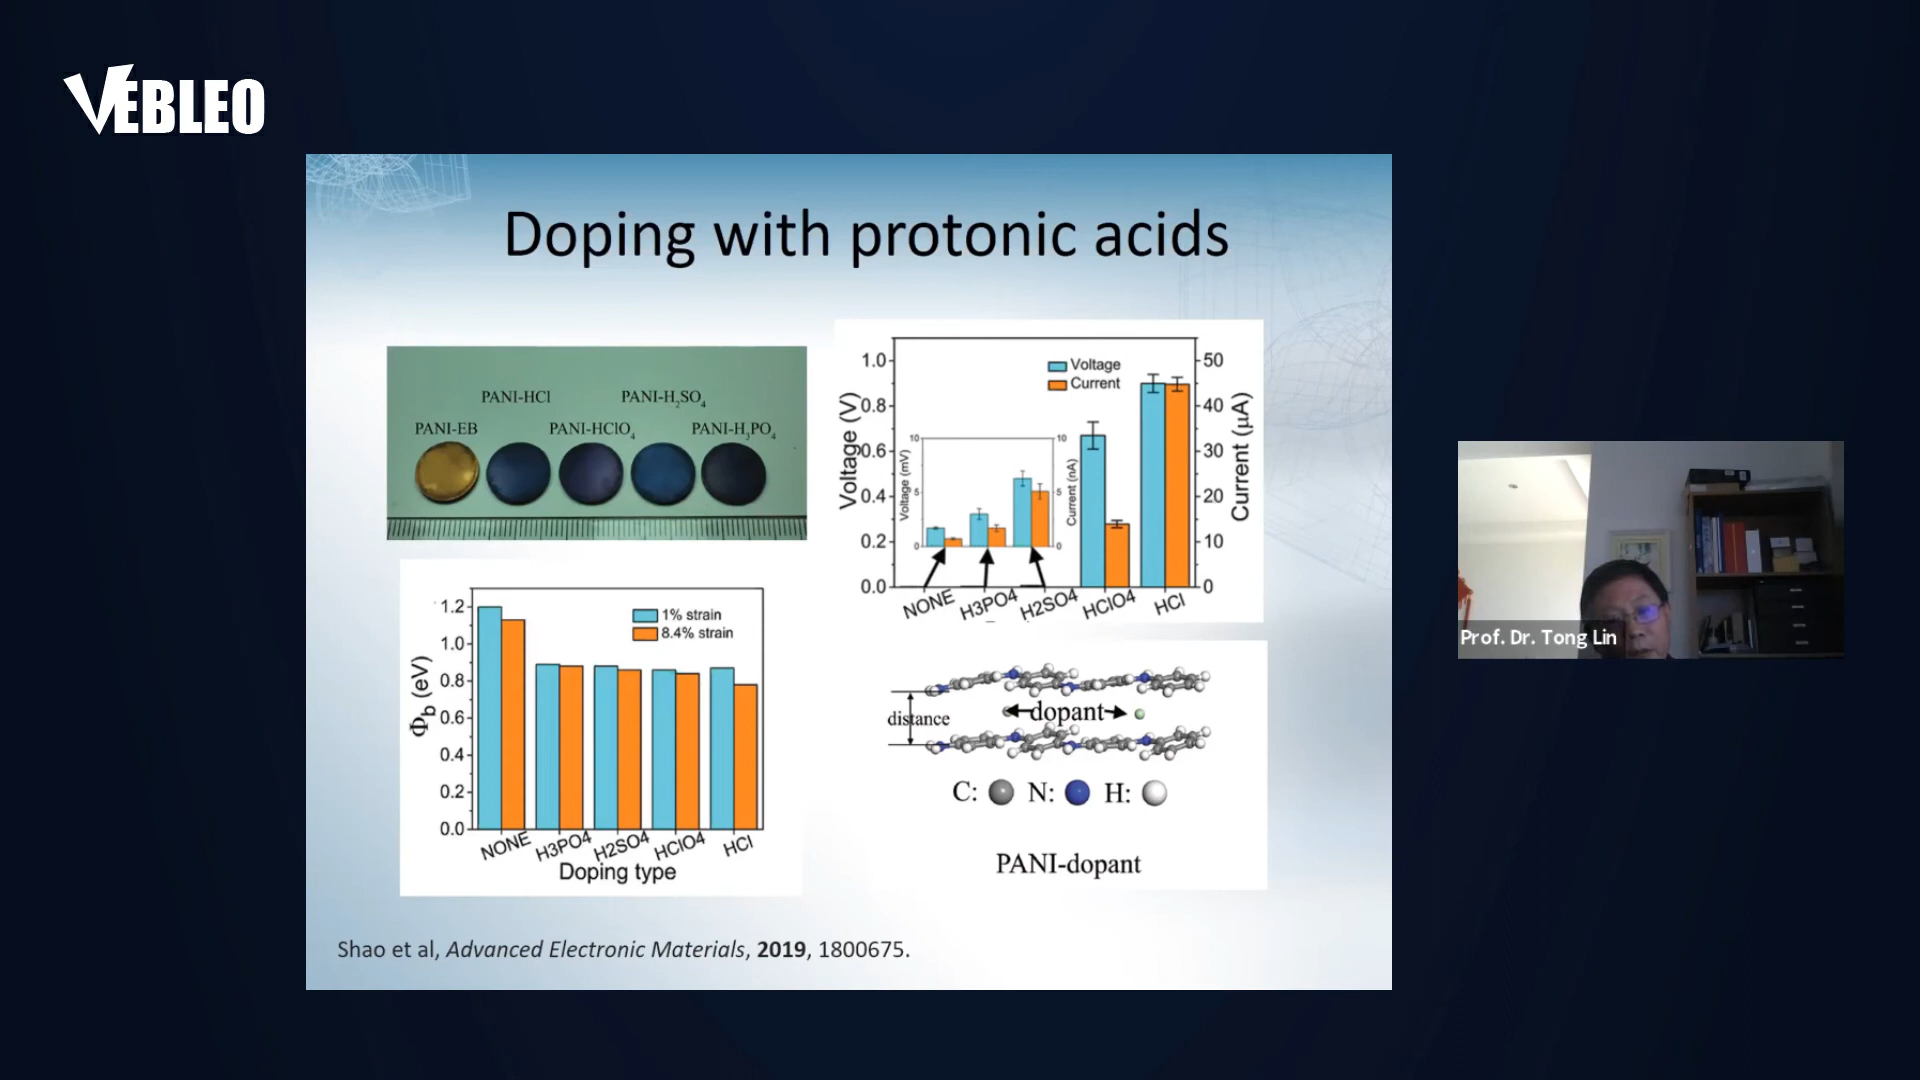 VEBLEO
Doping with protonic acids
PANI-HCl
PANI-H2SO4
PANI-EB
PANI-HClO4
PANI-H3PO4
1.0
0.8
0.6
0.4
0.2
0.0
Voltage (V)
Voltage
Current
50
40
30
20
10
0
Current (µA)
10
5
0
Voltage (mV)
10
5
0
Current (nA)
NONE
H3PO4
H2SO4
HClO4
HCl
1.2
1.0
0.8
0.6
0.4
0.2
0.0
Φb (eV)
1% strain
8.4% strain
NONE
H3PO4
H2SO4
HClO4
HCl
Doping type
distance
dopant
C: N: H:
PANI-dopant
Shao et al, Advanced Electronic Materials, 2019, 1800675.
Prof. Dr. Tong Lin